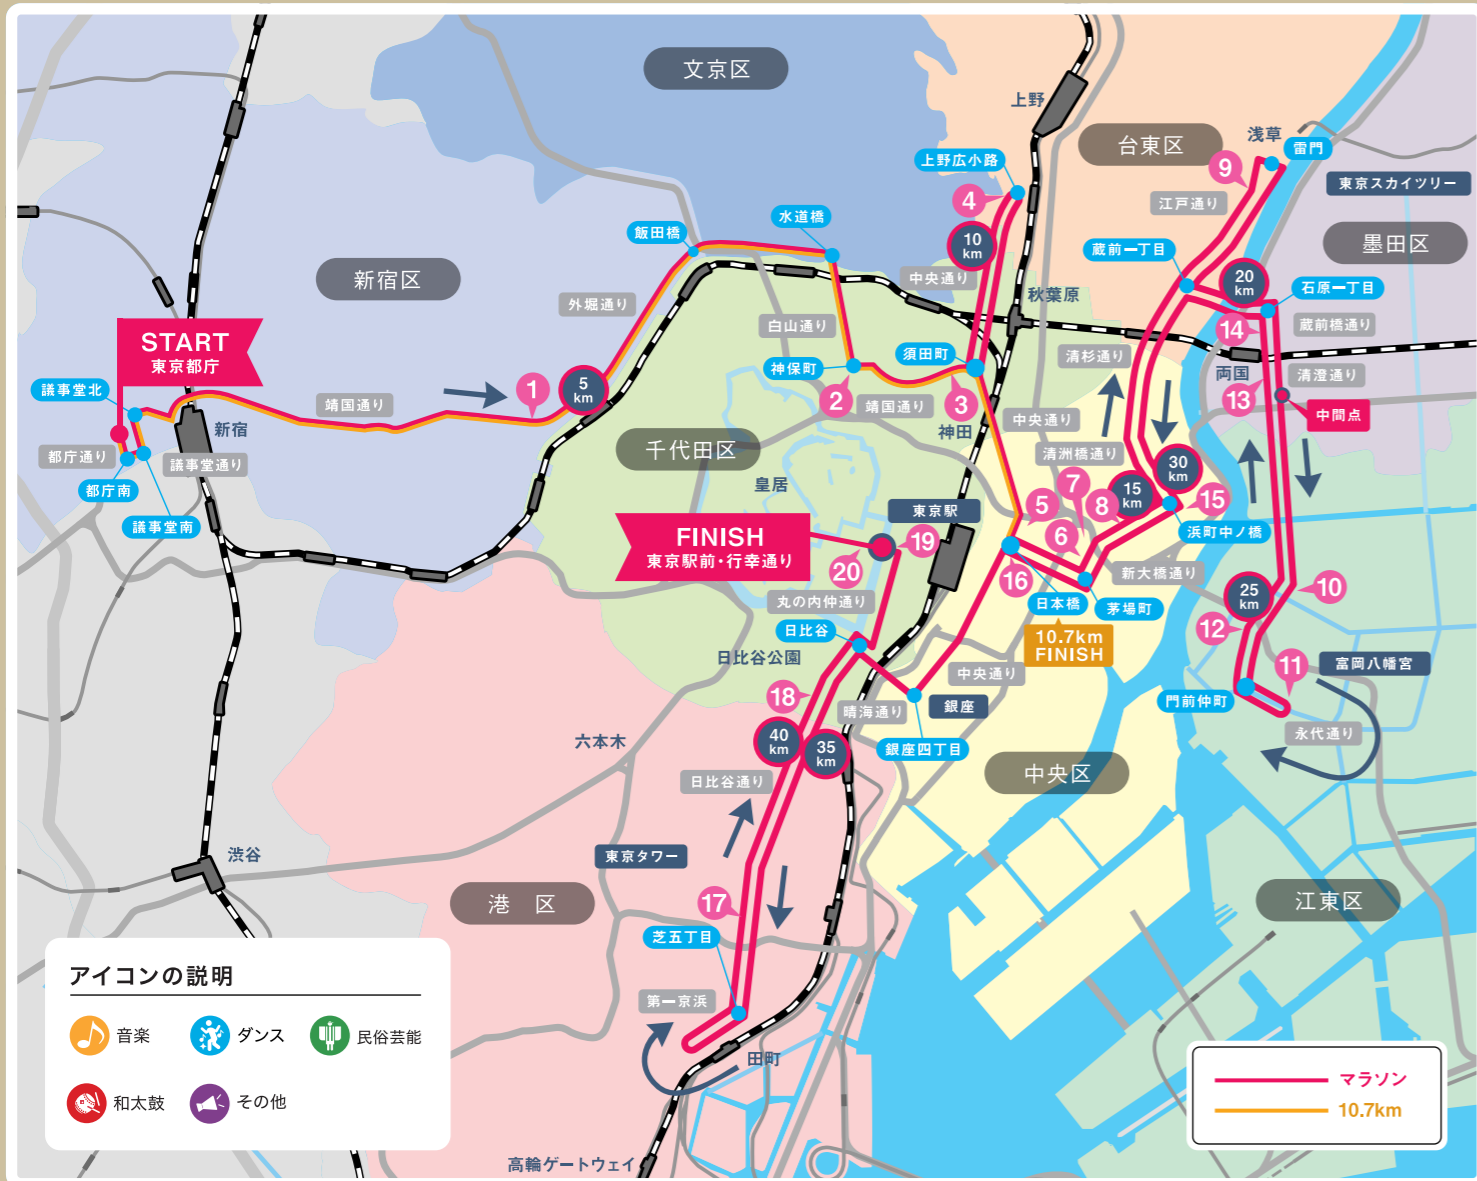 文京区
上野
浅草
雷門
台東区
上野広小路
9
東京スカイツリー
4
江戸通り
水道橋
飯田橋
10
km
蔵前一丁目
墨田区
新宿区
中央通り
20
km
石原一丁目
外堀通り
秋葉原
白山通り
14
蔵前橋通り
START
東京都庁
須田町
清杉通り
両国
神保町
清澄通り
議事堂北
1
5
km
2
靖国通り
3
13
靖国通り
中央通り
中間点
新宿
神田
千代田区
清洲橋通り
都庁通り
議事堂通り
皇居
30
km
7
15
km
都庁南
8
15
5
議事堂南
東京駅
浜町中ノ橋
FINISH
東京駅前・行幸通り
19
6
20
16
新大橋通り
10
丸の内仲通り
日本橋
茅場町
25
km
12
日比谷
10.7km
FINISH
日比谷公園
11
富岡八幡宮
中央通り
18
門前仲町
晴海通り
銀座
永代通り
六本木
40
km
35
km
銀座四丁目
日比谷通り
中央区
渋谷
東京タワー
港 区
17
江東区
芝五丁目
第一京浜
田町
高輪ゲートウェイ
アイコンの説明
音楽
ダンス
民俗芸能
和太鼓
その他
マラソン
10.7km